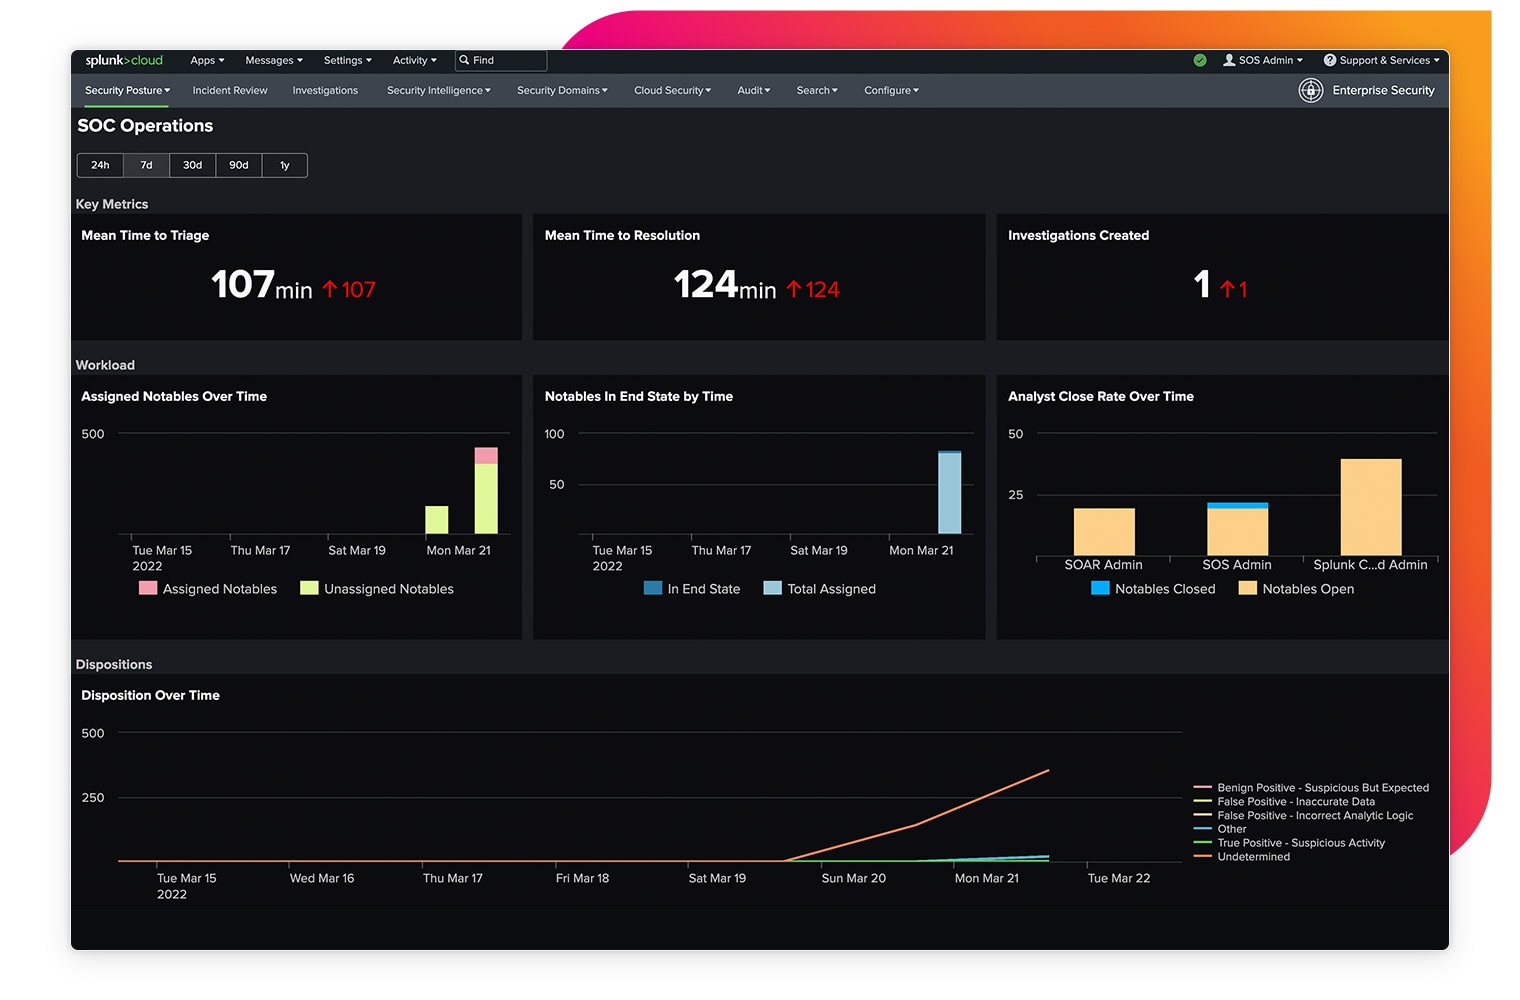 splunk>cloud Apps Messages Settings Activity Find SOS Admin Support & Services
Security Posture Incident Review Investigations Security Intelligence Security Domains Cloud Security Audit Search Configure Enterprise Security
SOC Operations
24h 7d 30d 90d 1y
Key Metrics
Mean Time to Triage
107min ↑107
Mean Time to Resolution
124min ↑124
Investigations Created
1 ↑1
Workload
Assigned Notables Over Time
500
Tue Mar 15 Thu Mar 17 Sat Mar 19 Mon Mar 21
2022
Assigned Notables Unassigned Notables
Notables In End State by Time
100
50
Tue Mar 15 Thu Mar 17 Sat Mar 19 Mon Mar 21
2022
In End State Total Assigned
Analyst Close Rate Over Time
50
25
SOAR Admin SOS Admin Splunk C...d Admin
Notables Closed Notables Open
Dispositions
Disposition Over Time
500
250
Tue Mar 15 Wed Mar 16 Thu Mar 17 Fri Mar 18 Sat Mar 19 Sun Mar 20 Mon Mar 21 Tue Mar 22
2022
Benign Positive - Suspicious But Expected
False Positive - Inaccurate Data
False Positive - Incorrect Analytic Logic
Other
True Positive - Suspicious Activity
Undetermined